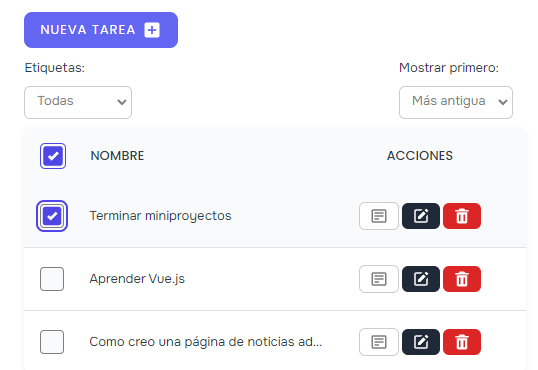 NUEVA TAREA
Etiquetas:
Mostrar primero:
Todas
Más antigua
NOMBRE
ACCIONES
Terminar miniproyectos
Aprender Vue.js
Como creo una página de noticias ad...